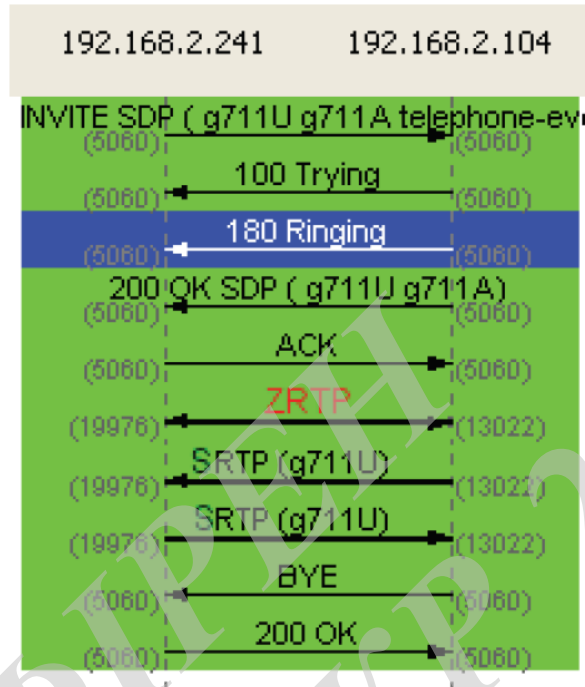 192.168.2.241 192.168.2.104
INVITE SDP ( g711U g711A telephone-ev
(5060) (5060)
100 Trying
(5060) (5060)
180 Ringing
(5060) (5060)
200 OK SDP ( g711U g711A)
(5060) (5060)
ACK
(5060) (5060)
ZRTP
(19976) (13022)
SRTP (g711U)
(19976) (13022)
SRTP (g711U)
(19976) (13022)
BYE
(5060) (5060)
200 OK
(5060) (5060)